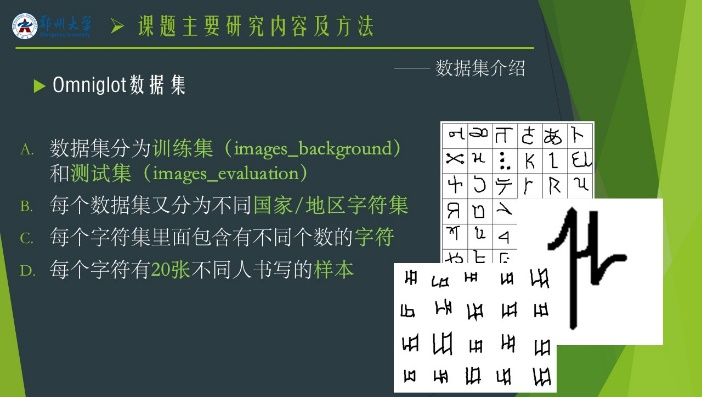 郑州大学
课题主要研究内容及方法
—— 数据集介绍
Omniglot数据集
A. 数据集分为训练集（images_background）
和测试集（images_evaluation）
B. 每个数据集又分为不同国家/地区字符集
C. 每个字符集里面包含有不同个数的字符
D. 每个字符有20张不同人书写的样本